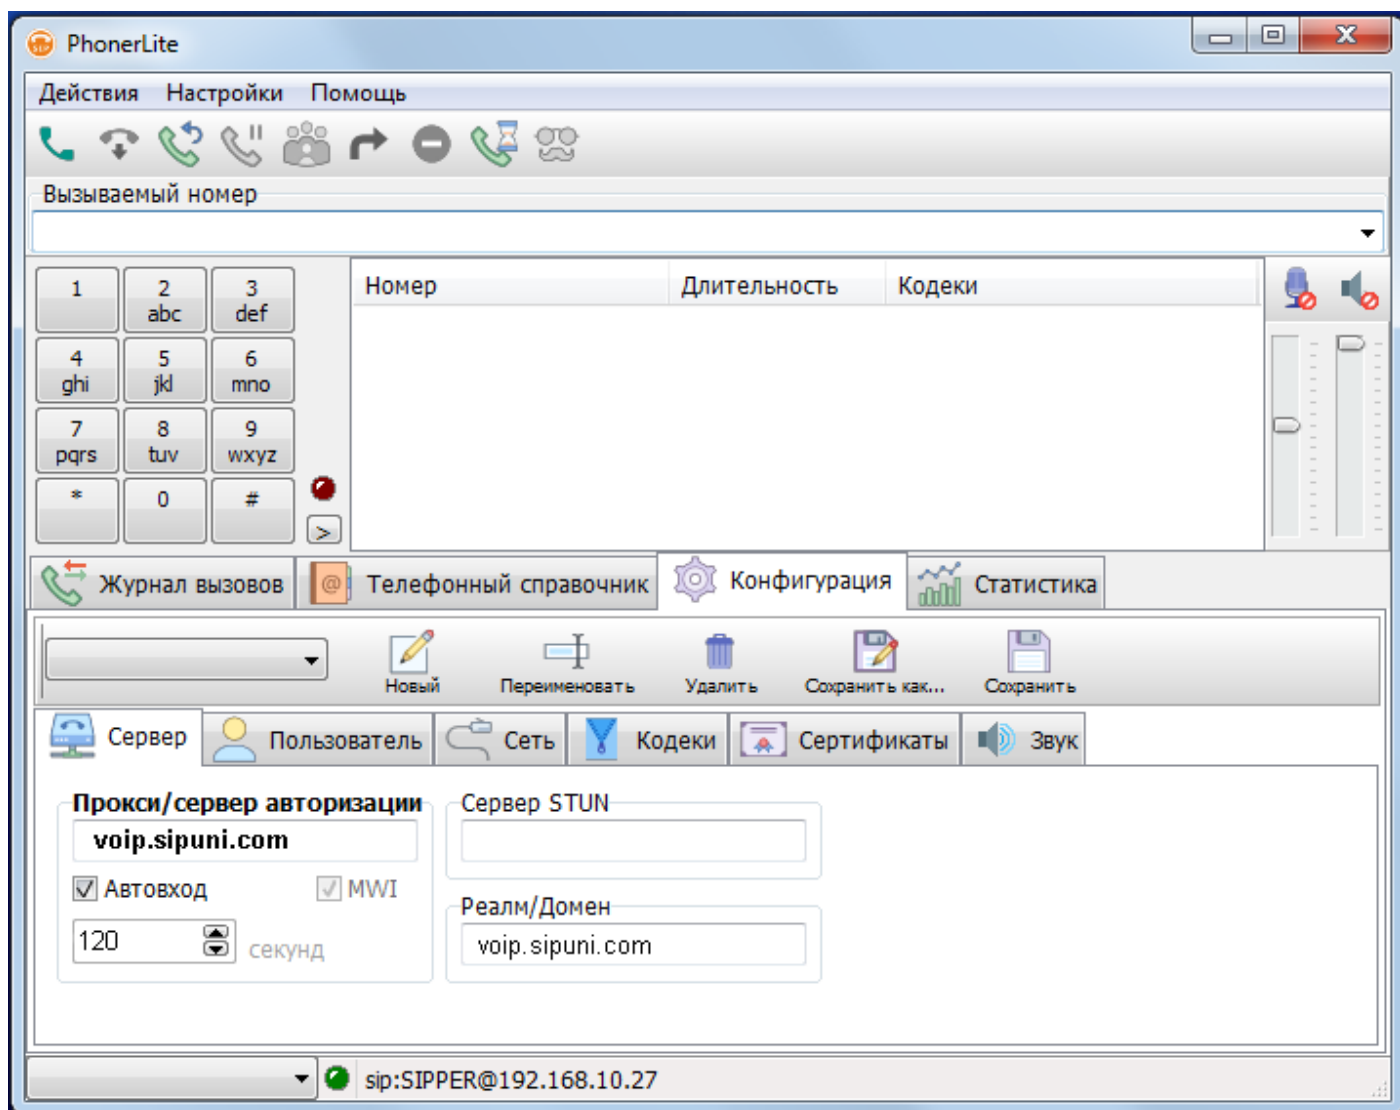 PhonerLite
Действия Настройки Помощь
Вызываемый номер
Номер Длительность Кодеки
1 2 abc 3 def
4 ghi 5 jkl 6 mno
7 pqrs 8 tuv 9 wxyz
* 0 #
>
Журнал вызовов @ Телефонный справочник Конфигурация Статистика
Новый Переименовать Удалить Сохранить как... Сохранить
Сервер Пользователь Сеть Кодеки Сертификаты Звук
Прокси/сервер авторизации Сервер STUN
voip.sipuni.com
Автовход MWI
Реалм/Домен
120 секунд voip.sipuni.com
sip:SIPPER@192.168.10.27